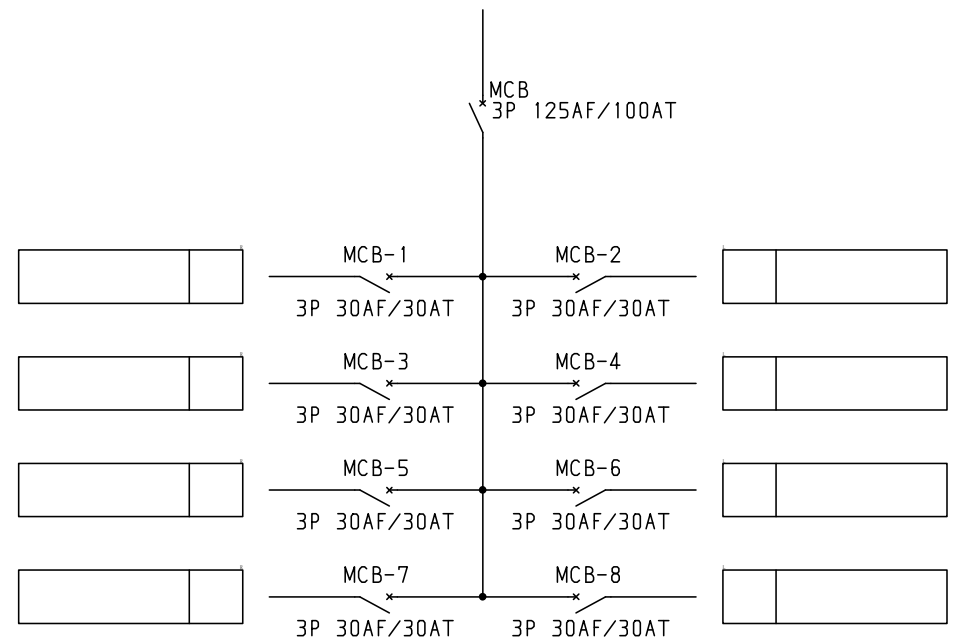 MCB
3P 125AF/100AT
MCB-1
MCB-2
3P 30AF/30AT
3P 30AF/30AT
MCB-3
MCB-4
3P 30AF/30AT
3P 30AF/30AT
MCB-5
MCB-6
3P 30AF/30AT
3P 30AF/30AT
MCB-7
MCB-8
3P 30AF/30AT
3P 30AF/30AT